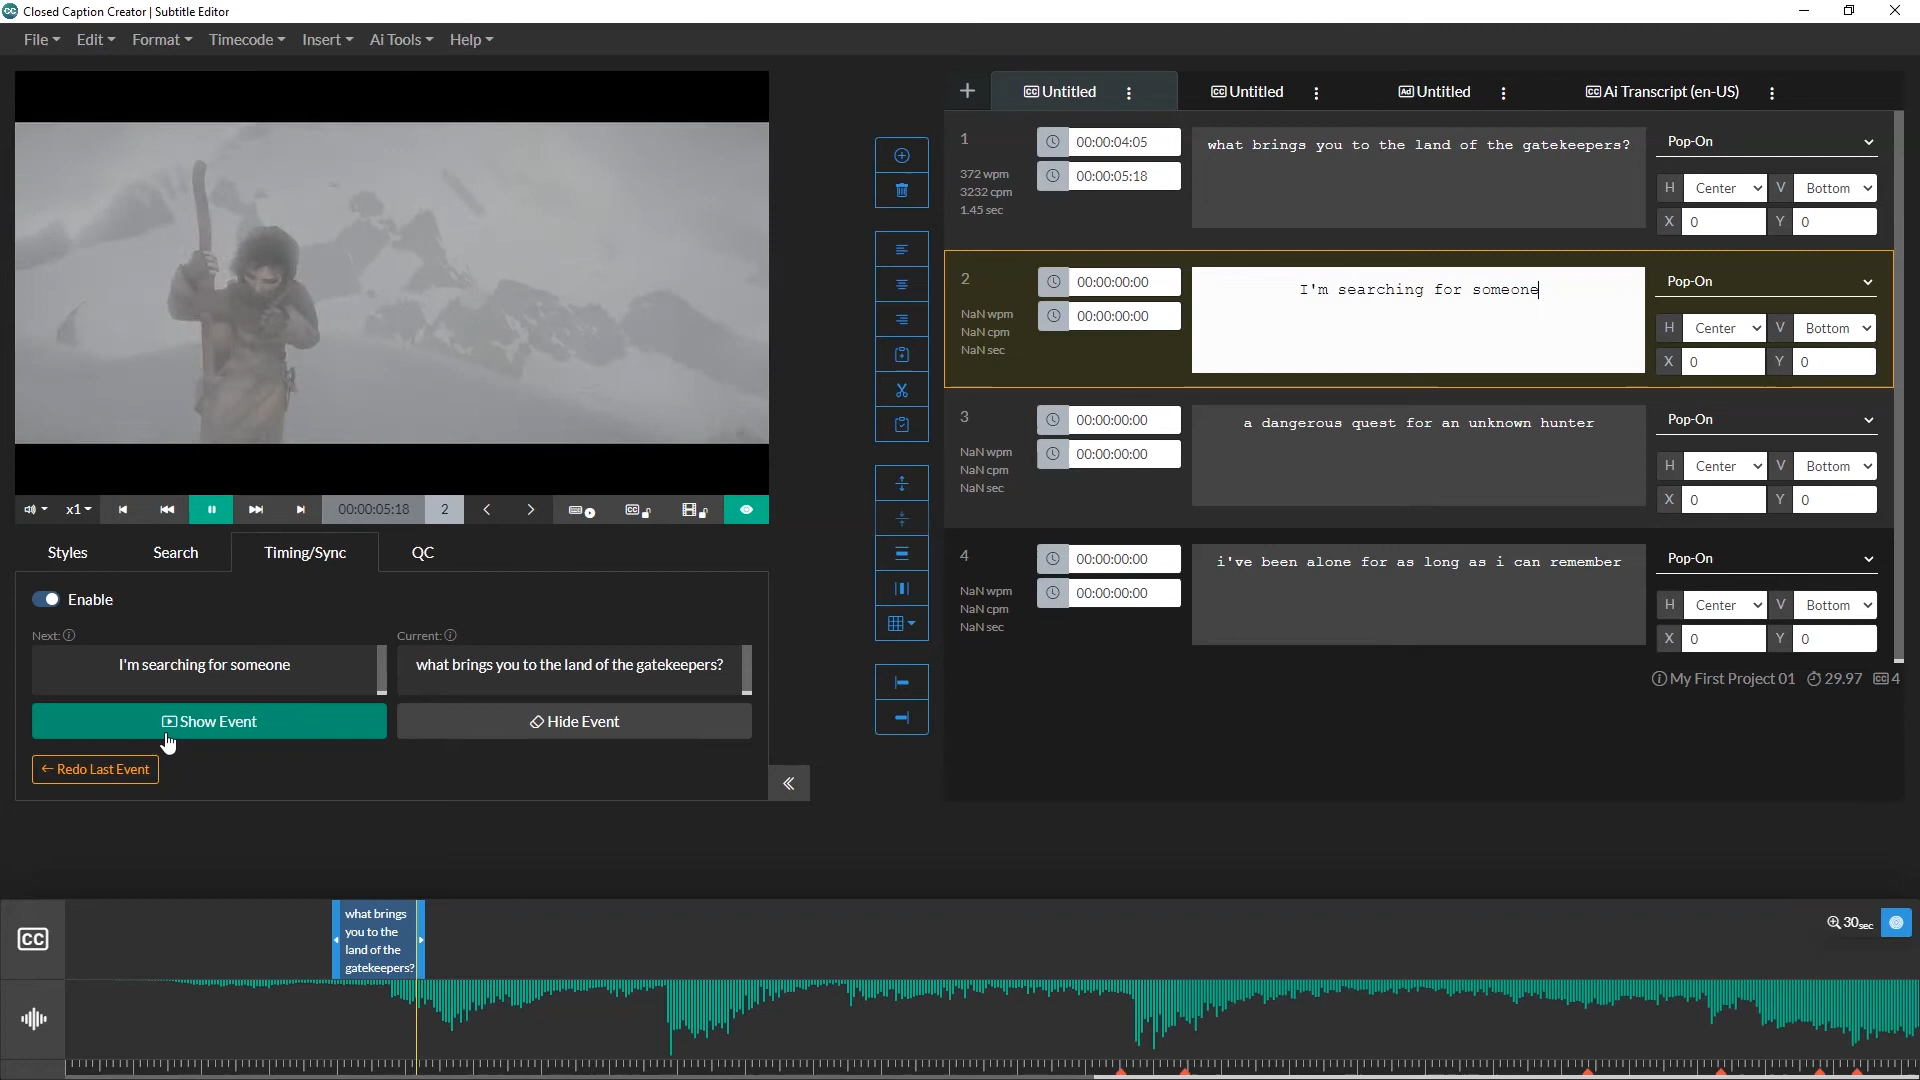 Closed Caption Creator | Subtitle Editor
File Edit Format Timecode Insert Ai Tools Help
CC Untitled
CC Untitled
Ad Untitled
CC Ai Transcript (en-US)
1
372 wpm
3232 cpm
1.45 sec
00:00:04:05
00:00:05:18
what brings you to the land of the gatekeepers?
Pop-On
H Center V Bottom
X 0 Y 0
2
NaN wpm
NaN cpm
NaN sec
00:00:00:00
00:00:00:00
I'm searching for someone
Pop-On
H Center V Bottom
X 0 Y 0
3
NaN wpm
NaN cpm
NaN sec
00:00:00:00
00:00:00:00
a dangerous quest for an unknown hunter
Pop-On
H Center V Bottom
X 0 Y 0
4
NaN wpm
NaN cpm
NaN sec
00:00:00:00
00:00:00:00
i've been alone for as long as i can remember
Pop-On
H Center V Bottom
X 0 Y 0
My First Project 01 29.97 CC 4
x1 00:00:05:18 2 CC
Styles Search Timing/Sync QC
Enable
Next:
I'm searching for someone
Show Event
Current:
what brings you to the land of the gatekeepers?
Hide Event
Redo Last Event
CC
what brings
you to the
land of the
gatekeepers?
30sec